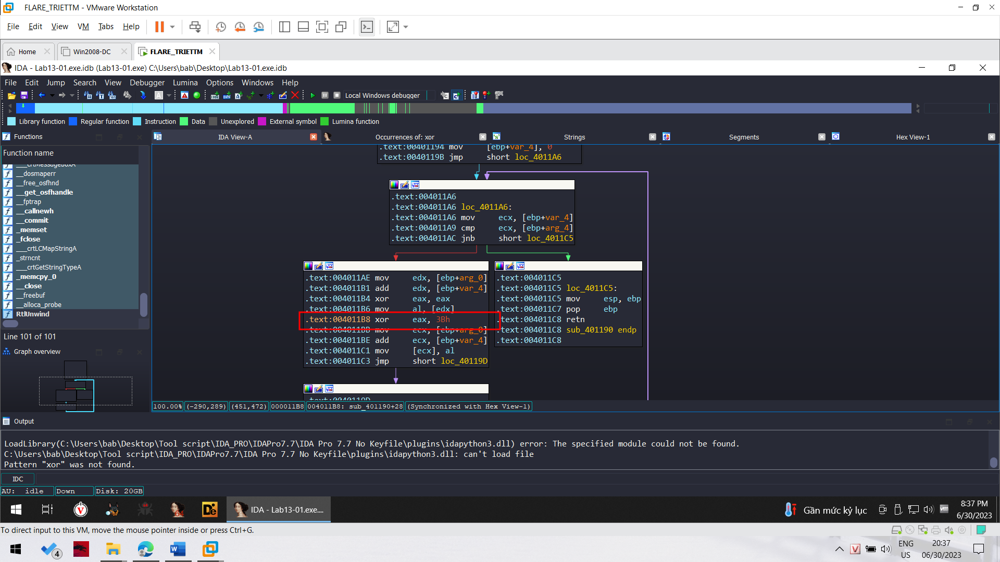 FLARE_TRIETTM - VMware Workstation
File Edit View VM Tabs Help
Home Win2008-DC FLARE_TRIETTM
IDA - Lab13-01.exe.idb (Lab13-01.exe) C:\Users\bab\Desktop\Lab13-01.exe.idb
File Edit Jump Search View Debugger Lumina Options Windows Help
Local Windows debugger
Library function Regular function Instruction Data Unexplored External symbol Lumina function
Functions
IDA View-A Occurrences of: xor Strings Segments Hex View-1
Function name
___crtMessageBoxA
__dosmaperr
__free_osfhnd
__get_osfhandle
__fptrap
__callnewh
__commit
_memset
_fclose
___crtLCMapStringA
_strncnt
___crtGetStringTypeA
_memcpy_0
__close
__freebuf
__alloca_probe
RtlUnwind
Line 101 of 101
Graph overview
.text:00401194 mov [ebp+var_4], 0
.text:0040119B jmp short loc_4011A6
.text:004011A6
.text:004011A6 loc_4011A6:
.text:004011A6 mov ecx, [ebp+var_4]
.text:004011A9 cmp ecx, [ebp+arg_4]
.text:004011AC jnb short loc_4011C5
.text:004011AE mov edx, [ebp+arg_0]
.text:004011B1 add edx, [ebp+var_4]
.text:004011B4 xor eax, eax
.text:004011B6 mov al, [edx]
.text:004011B8 xor eax, 3Bh
.text:004011BB mov ecx, [ebp+arg_0]
.text:004011BE add ecx, [ebp+var_4]
.text:004011C1 mov [ecx], al
.text:004011C3 jmp short loc_40119D
.text:004011C5
.text:004011C5 loc_4011C5:
.text:004011C5 mov esp, ebp
.text:004011C7 pop ebp
.text:004011C8 retn
.text:004011C8 sub_401190 endp
.text:004011C8
.text:0040119D
100.00% (-290,289) (451,472) 000011B8 004011B8: sub_401190+28 (Synchronized with Hex View-1)
Output
LoadLibrary(C:\Users\bab\Desktop\Tool script\IDA_PRO\IDAPro7.7\IDA Pro 7.7 No Keyfile\plugins\idapython3.dll) error: The specified module could not be found.
C:\Users\bab\Desktop\Tool script\IDA_PRO\IDAPro7.7\IDA Pro 7.7 No Keyfile\plugins\idapython3.dll: can't load file
Pattern "xor" was not found.
IDC
AU: idle Down Disk: 20GB
IDA - Lab13-01.exe....
Gần mức kỷ lục
8:37 PM
6/30/2023
To direct input to this VM, move the mouse pointer inside or press Ctrl+G.
4
ENG
US
20:37
06/30/2023